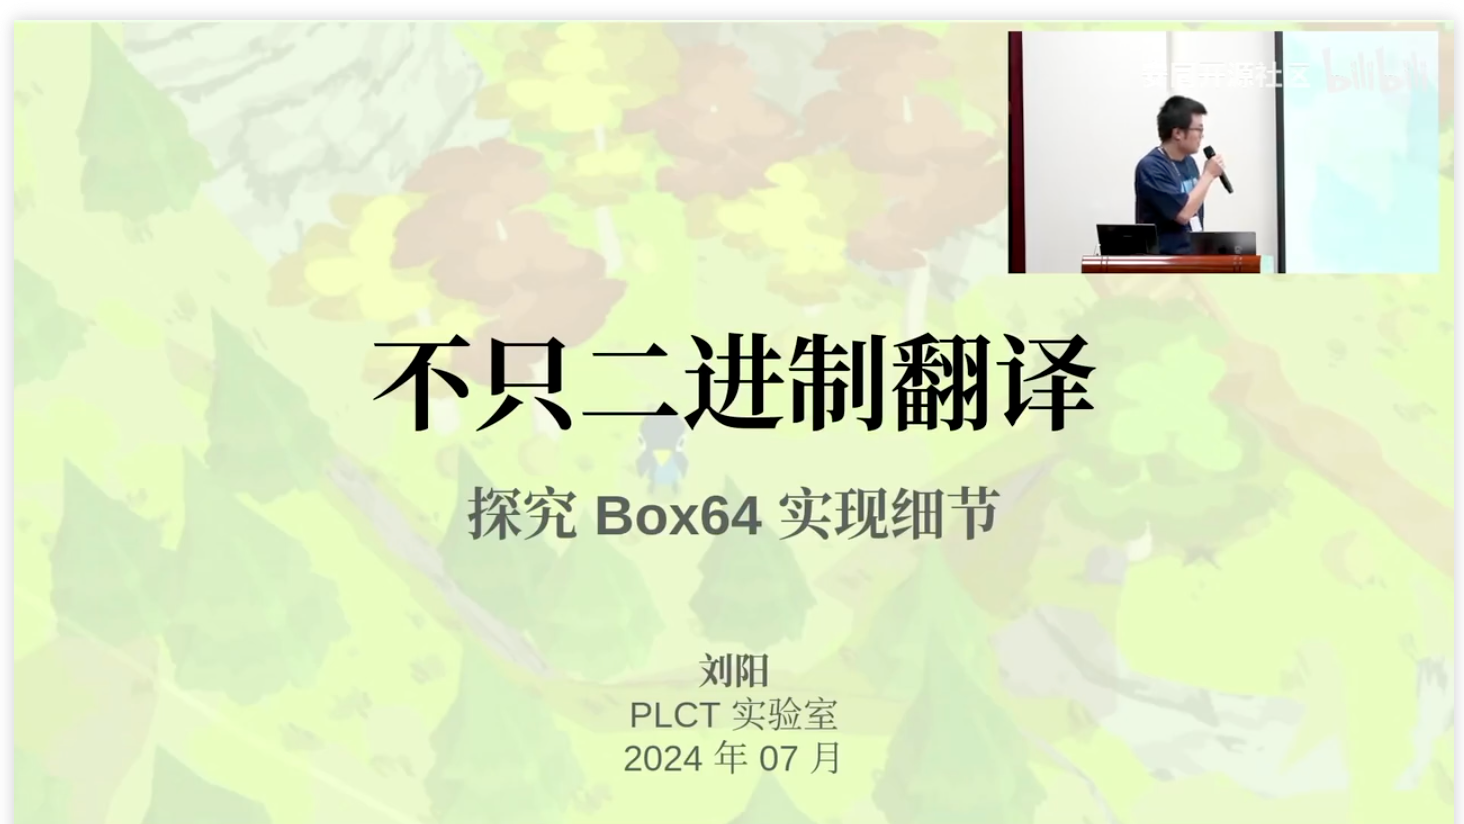 bilibili
不只二进制翻译
探究 Box64 实现细节
刘阳
PLCT 实验室
2024 年 07 月